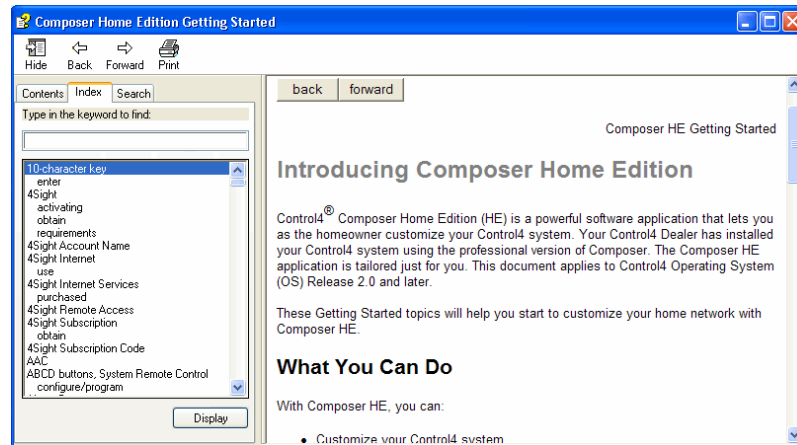 Composer Home Edition Getting Started
Hide Back Forward Print
Contents Index Search
Type in the keyword to find:
10-character key
enter
4Sight
activating
obtain
requirements
4Sight Account Name
4Sight Internet
use
4Sight Internet Services
purchased
4Sight Remote Access
4Sight Subscription
obtain
4Sight Subscription Code
AAC
ABCD buttons, System Remote Control
configure/program
Display
back forward
Composer HE Getting Started
Introducing Composer Home Edition
Control4® Composer Home Edition (HE) is a powerful software application that lets you
as the homeowner customize your Control4 system. Your Control4 Dealer has installed
your Control4 system using the professional version of Composer. The Composer HE
application is tailored just for you. This document applies to Control4 Operating System
(OS) Release 2.0 and later.
These Getting Started topics will help you start to customize your home network with
Composer HE.
What You Can Do
With Composer HE, you can:
• Customize your Control4 system